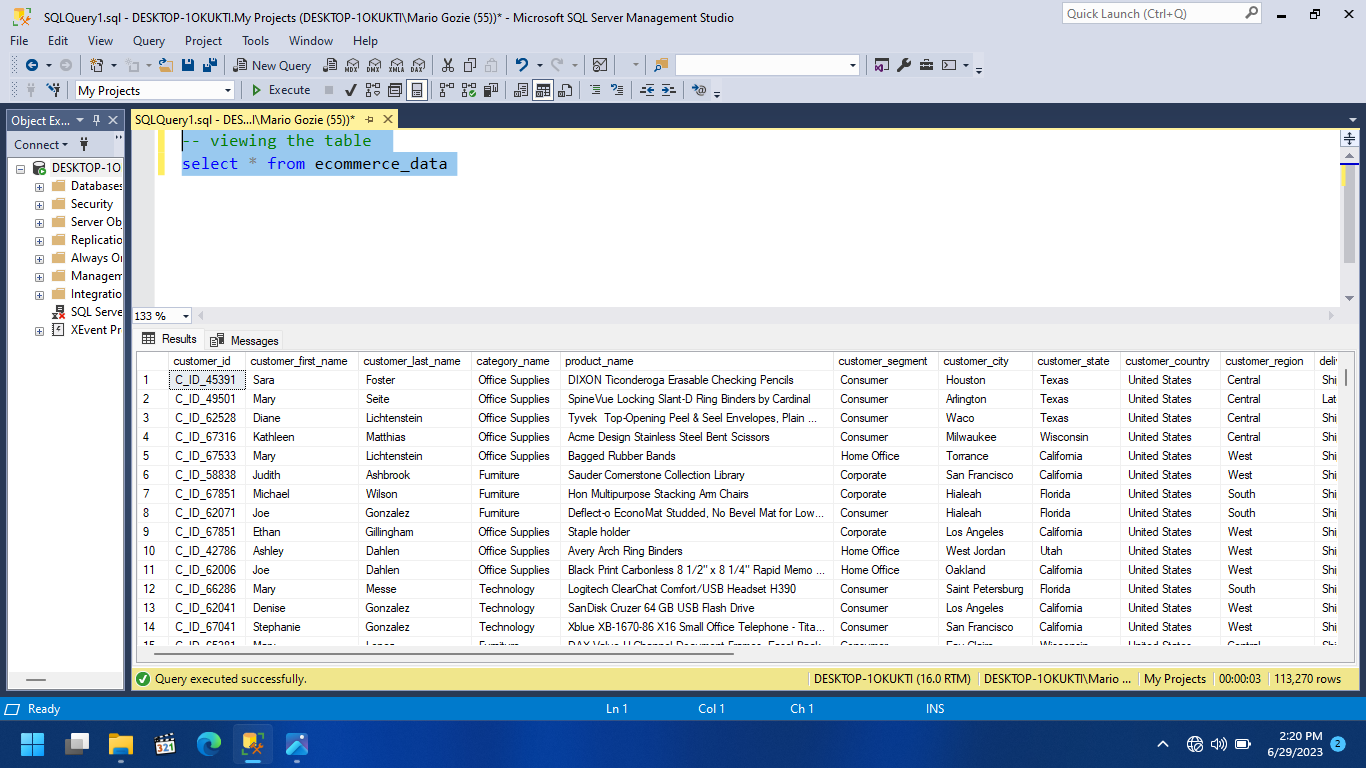 SQLQuery1.sql - DESKTOP-1OKUKTI.My Projects (DESKTOP-1OKUKTI\Mario Gozie (55))* - Microsoft SQL Server Management Studio
Quick Launch (Ctrl+Q)
File Edit View Query Project Tools Window Help
New Query MDX DMX XMLA DAX
My Projects Execute
Object Ex... SQLQuery1.sql - DES...I\Mario Gozie (55))*
Connect
DESKTOP-1O
Databases
Security
Server Obj
Replicatio
Always On
Managem
Integratio
SQL Serve
XEvent Pr
-- viewing the table
select * from ecommerce_data
133 %
Results Messages
customer_id customer_first_name customer_last_name category_name product_name customer_segment customer_city customer_state customer_country customer_region deli
1 C_ID_45391 Sara Foster Office Supplies DIXON Ticonderoga Erasable Checking Pencils Consumer Houston Texas United States Central Shi
2 C_ID_49501 Mary Seite Office Supplies SpineVue Locking Slant-D Ring Binders by Cardinal Consumer Arlington Texas United States Central Lat
3 C_ID_62528 Diane Lichtenstein Office Supplies Tyvek Top-Opening Peel & Seel Envelopes, Plain ... Consumer Waco Texas United States Central Shi
4 C_ID_67316 Kathleen Matthias Office Supplies Acme Design Stainless Steel Bent Scissors Consumer Milwaukee Wisconsin United States Central Shi
5 C_ID_67533 Mary Lichtenstein Office Supplies Bagged Rubber Bands Home Office Torrance California United States West Shi
6 C_ID_58838 Judith Ashbrook Furniture Sauder Cornerstone Collection Library Corporate San Francisco California United States West Shi
7 C_ID_67851 Michael Wilson Furniture Hon Multipurpose Stacking Arm Chairs Corporate Hialeah Florida United States South Shi
8 C_ID_62071 Joe Gonzalez Furniture Deflect-o EconoMat Studded, No Bevel Mat for Low... Consumer Hialeah Florida United States South Shi
9 C_ID_67851 Ethan Gillingham Office Supplies Staple holder Corporate Los Angeles California United States West Shi
10 C_ID_42786 Ashley Dahlen Office Supplies Avery Arch Ring Binders Home Office West Jordan Utah United States West Shi
11 C_ID_62006 Joe Dahlen Office Supplies Black Print Carbonless 8 1/2" x 8 1/4" Rapid Memo ... Home Office Oakland California United States West Shi
12 C_ID_66286 Mary Messe Technology Logitech ClearChat Comfort/USB Headset H390 Consumer Saint Petersburg Florida United States South Shi
13 C_ID_62041 Denise Gonzalez Technology SanDisk Cruzer 64 GB USB Flash Drive Consumer Los Angeles California United States West Shi
14 C_ID_67041 Stephanie Gonzalez Technology Xblue XB-1670-86 X16 Small Office Telephone - Tita... Consumer San Francisco California United States West Shi
Query executed successfully. DESKTOP-1OKUKTI (16.0 RTM) DESKTOP-1OKUKTI\Mario ... My Projects 00:00:03 113,270 rows
Ready Ln 1 Col 1 Ch 1 INS
321
2:20 PM
6/29/2023 2